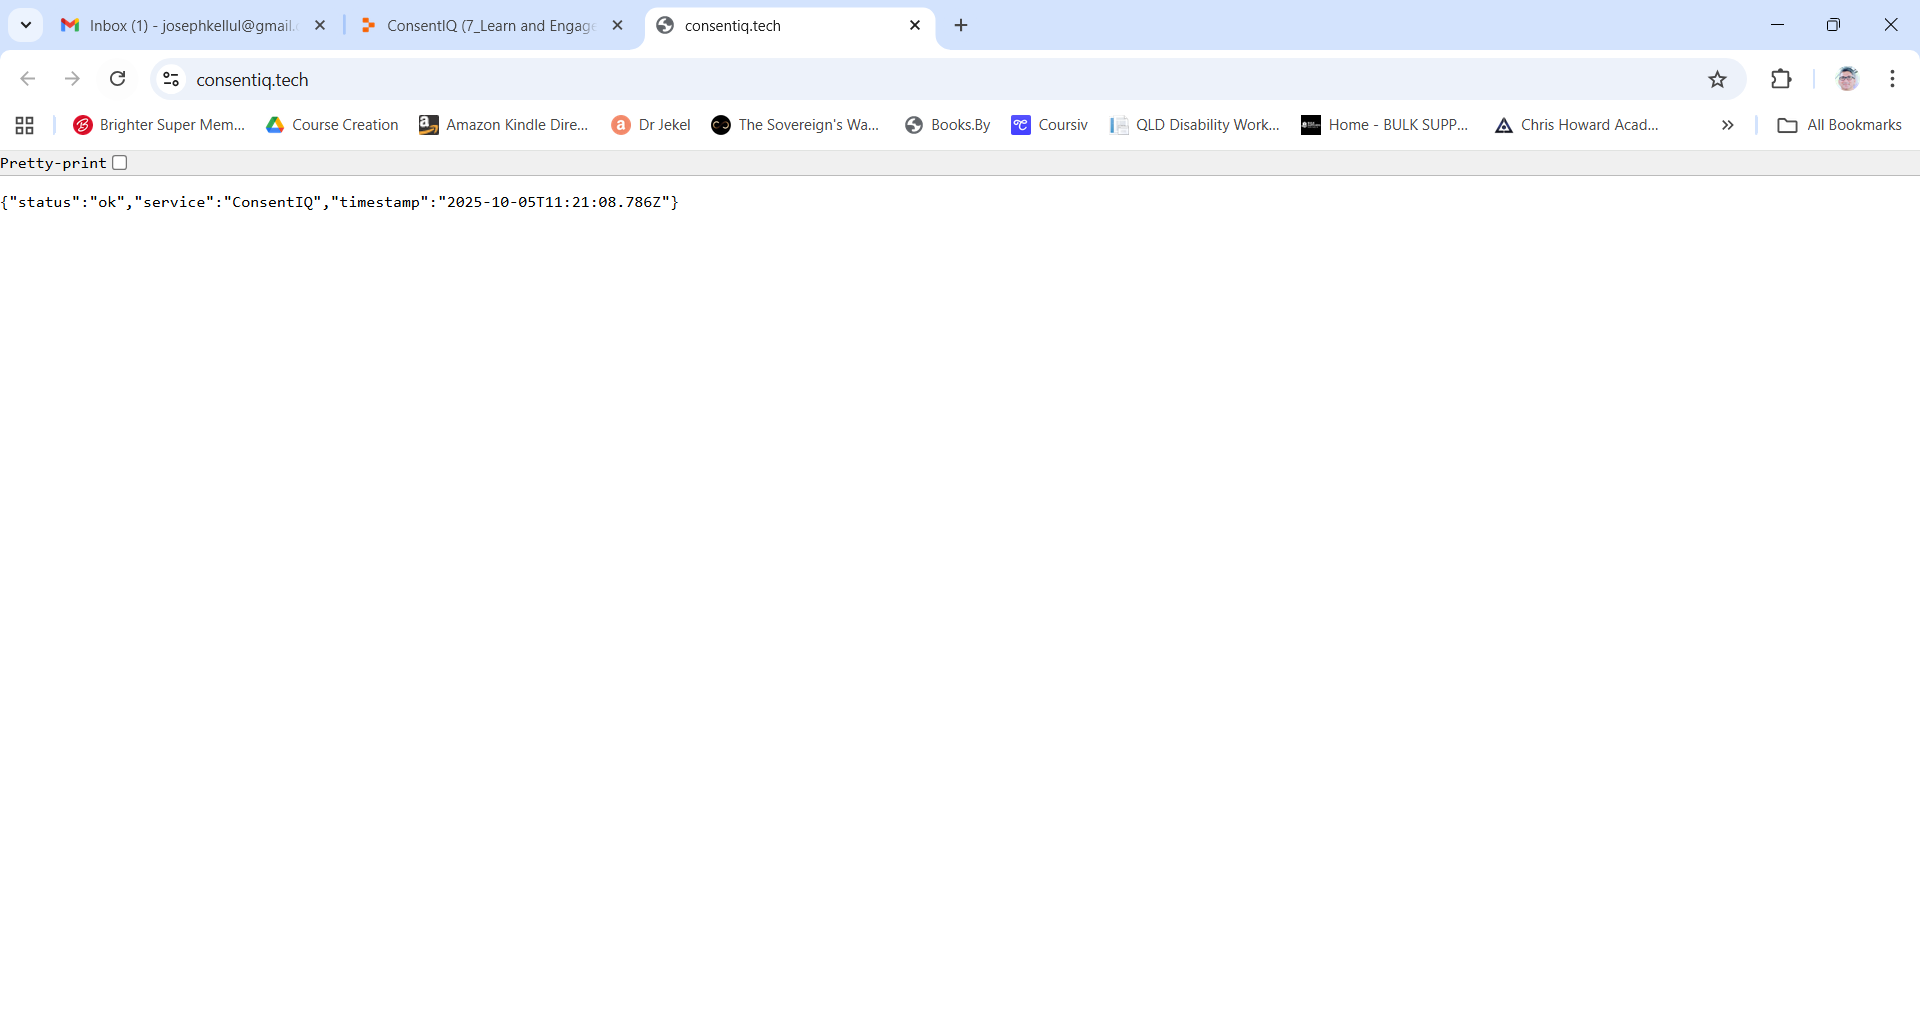 Inbox (1) - josephkellul@gmail.
ConsentIQ (7_Learn and Engage
consentiq.tech
consentiq.tech
Brighter Super Mem...
Course Creation
Amazon Kindle Dire...
Dr Jekel
The Sovereign's Wa...
Books.By
Coursiv
QLD Disability Work...
Home - BULK SUPP...
Chris Howard Acad...
All Bookmarks
Pretty-print
{"status":"ok","service":"ConsentIQ","timestamp":"2025-10-05T11:21:08.786Z"}